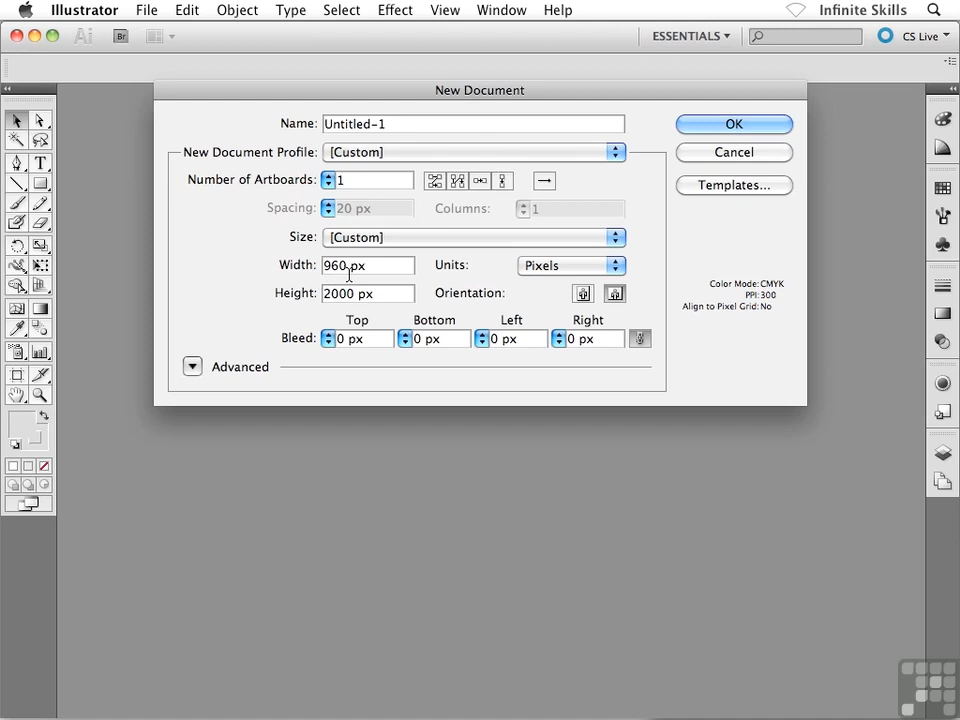 Illustrator File Edit Object Type Select Effect View Window Help Infinite Skills
Ai Br ESSENTIALS CS Live
New Document
Name: Untitled-1 OK
New Document Profile: [Custom] Cancel
Number of Artboards: 1 Templates...
Spacing: 20 px Columns: 1
Size: [Custom]
Width: 960 px Units: Pixels
Height: 2000 px Orientation:
Color Mode: CMYK
PPI: 300
Align to Pixel Grid: No
Top Bottom Left Right
Bleed: 0 px 0 px 0 px 0 px
Advanced